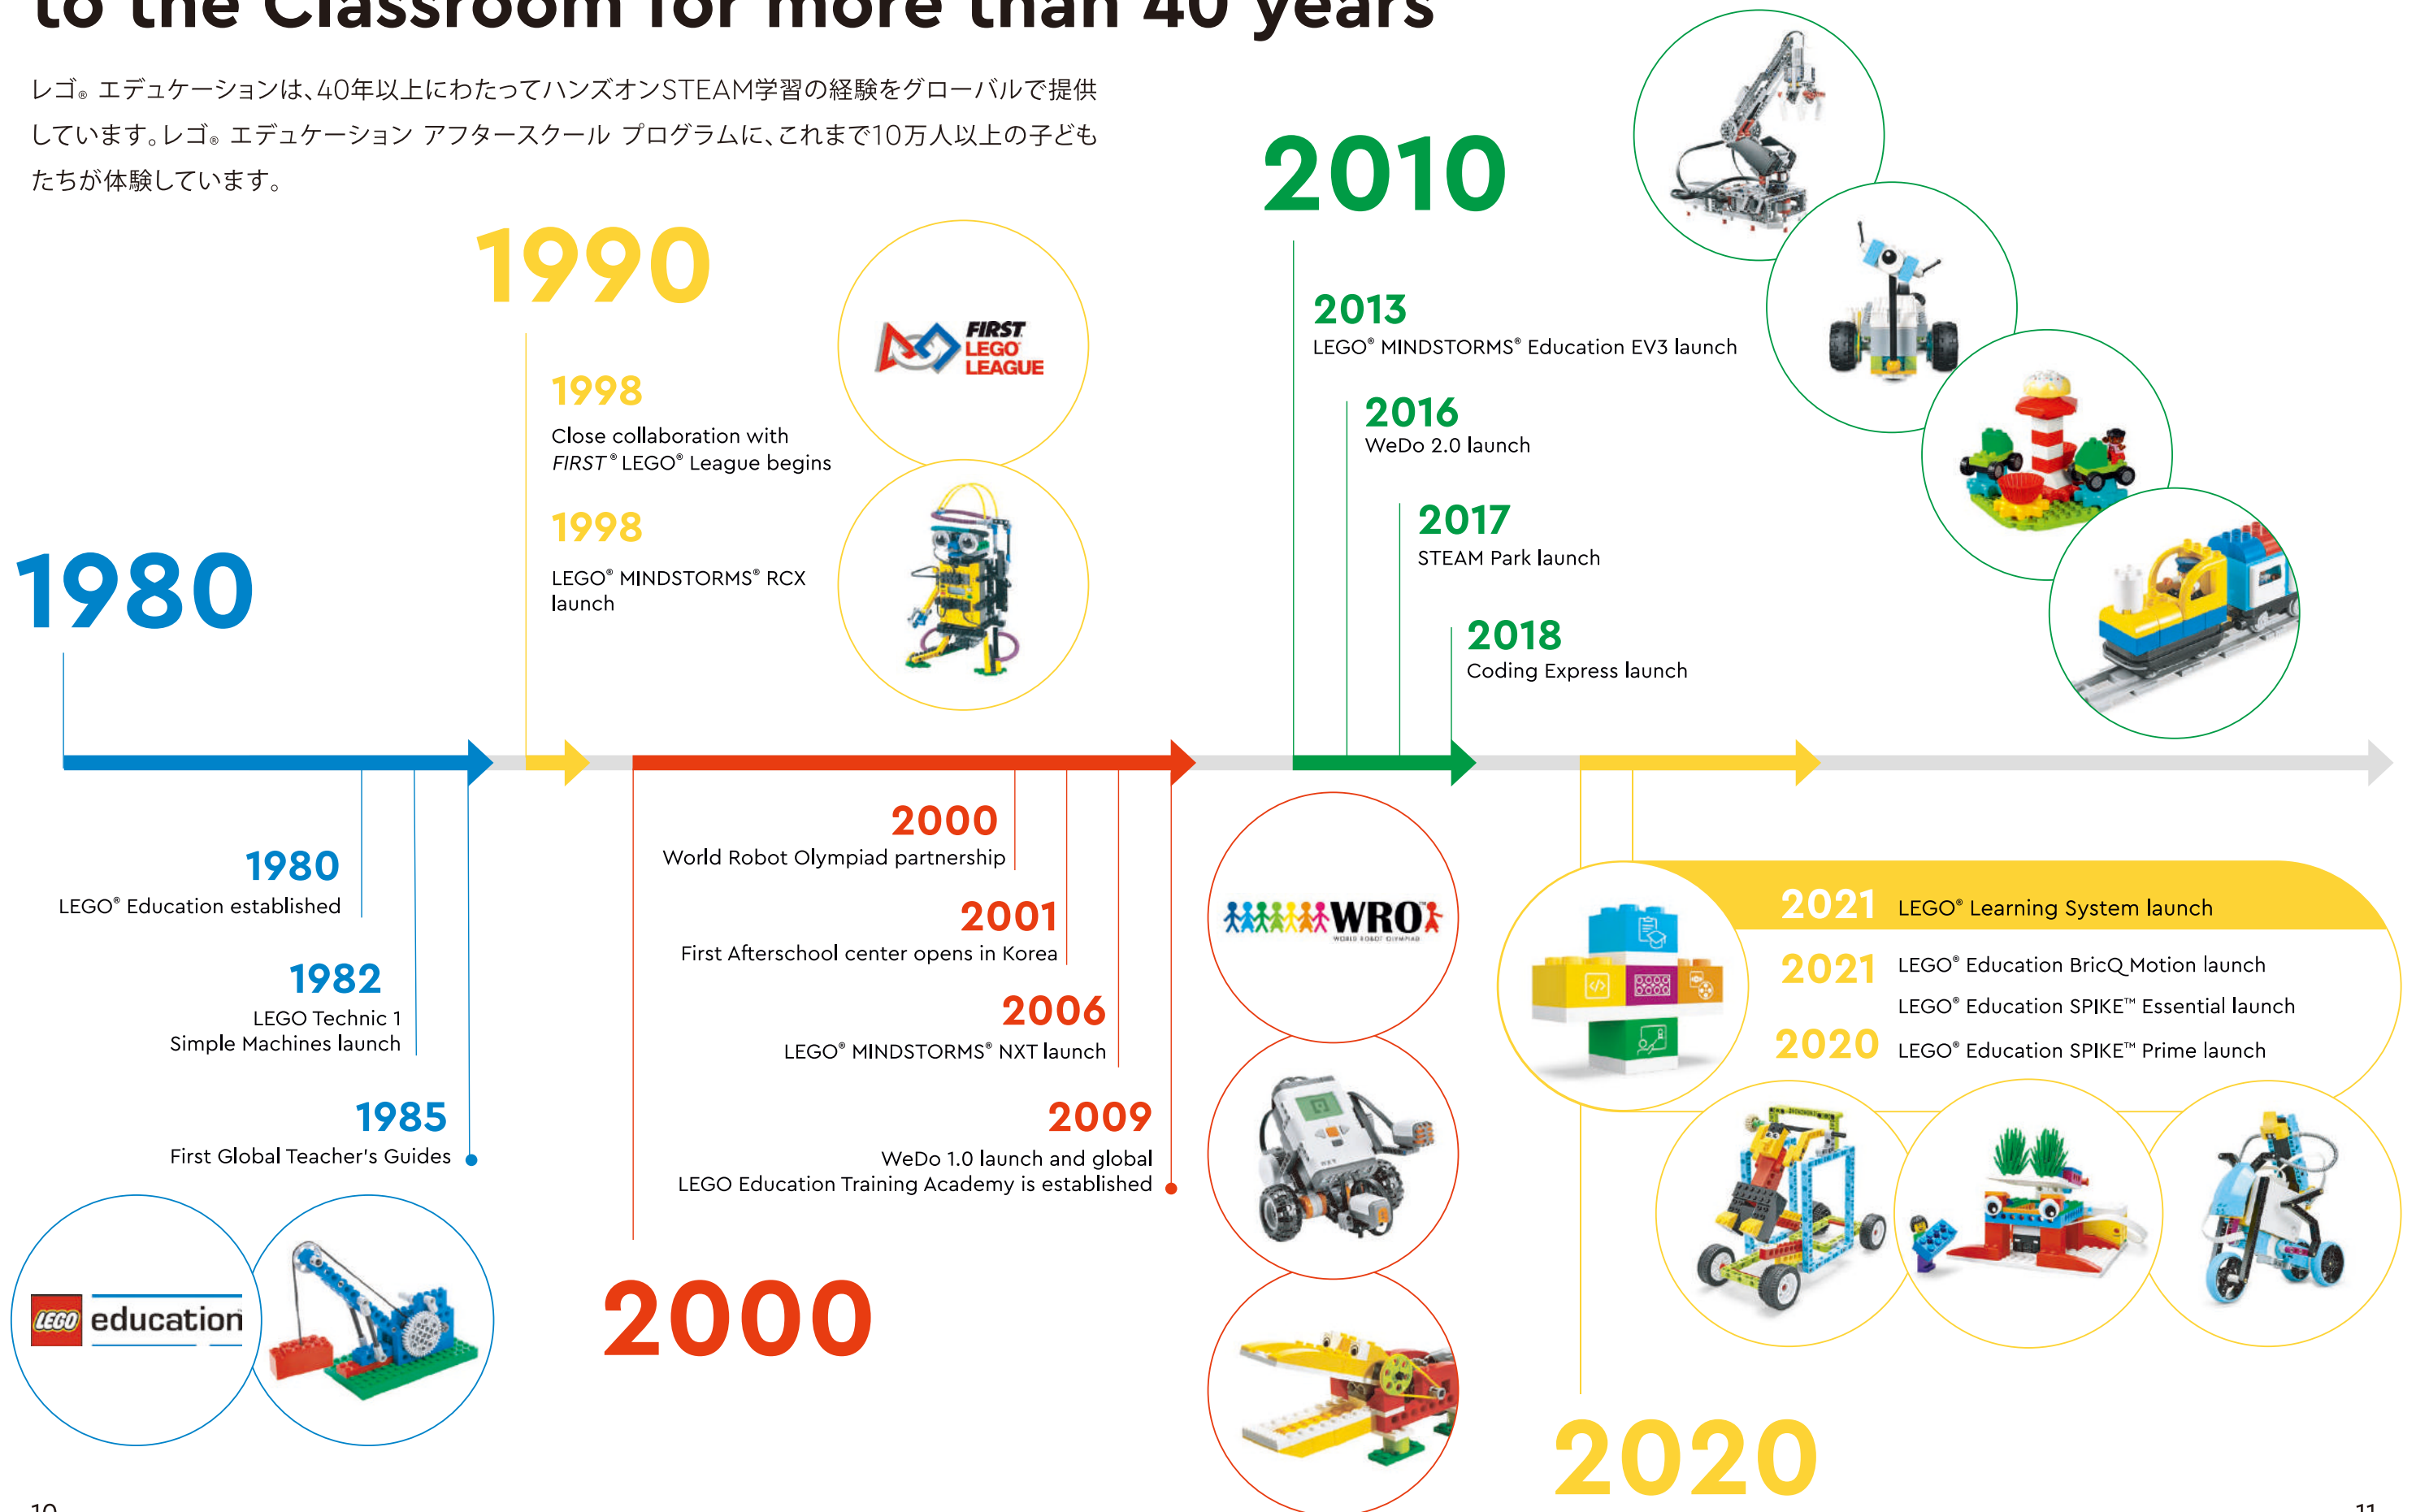 to the Classroom for more than 40 years
レゴ® エデュケーションは、40年以上にわたってハンズオンSTEAM学習の経験をグローバルで提供
しています。レゴ® エデュケーション アフタースクール プログラムに、これまで10万人以上の子ども
たちが体験しています。
1980
1980
LEGO® Education established
1982
LEGO Technic 1
Simple Machines launch
1985
First Global Teacher's Guides
LEGO education
1990
1998
Close collaboration with
FIRST® LEGO® League begins
1998
LEGO® MINDSTORMS® RCX
launch
FIRST
LEGO
LEAGUE
2000
World Robot Olympiad partnership
2001
First Afterschool center opens in Korea
2006
LEGO® MINDSTORMS® NXT launch
2009
WeDo 1.0 launch and global
LEGO Education Training Academy is established
2000
WRO™
WORLD ROBOT OLYMPIAD
2010
2013
LEGO® MINDSTORMS® Education EV3 launch
2016
WeDo 2.0 launch
2017
STEAM Park launch
2018
Coding Express launch
2021 LEGO® Learning System launch
2021 LEGO® Education BricQ Motion launch
LEGO® Education SPIKE™ Essential launch
2020 LEGO® Education SPIKE™ Prime launch
2020
10
11